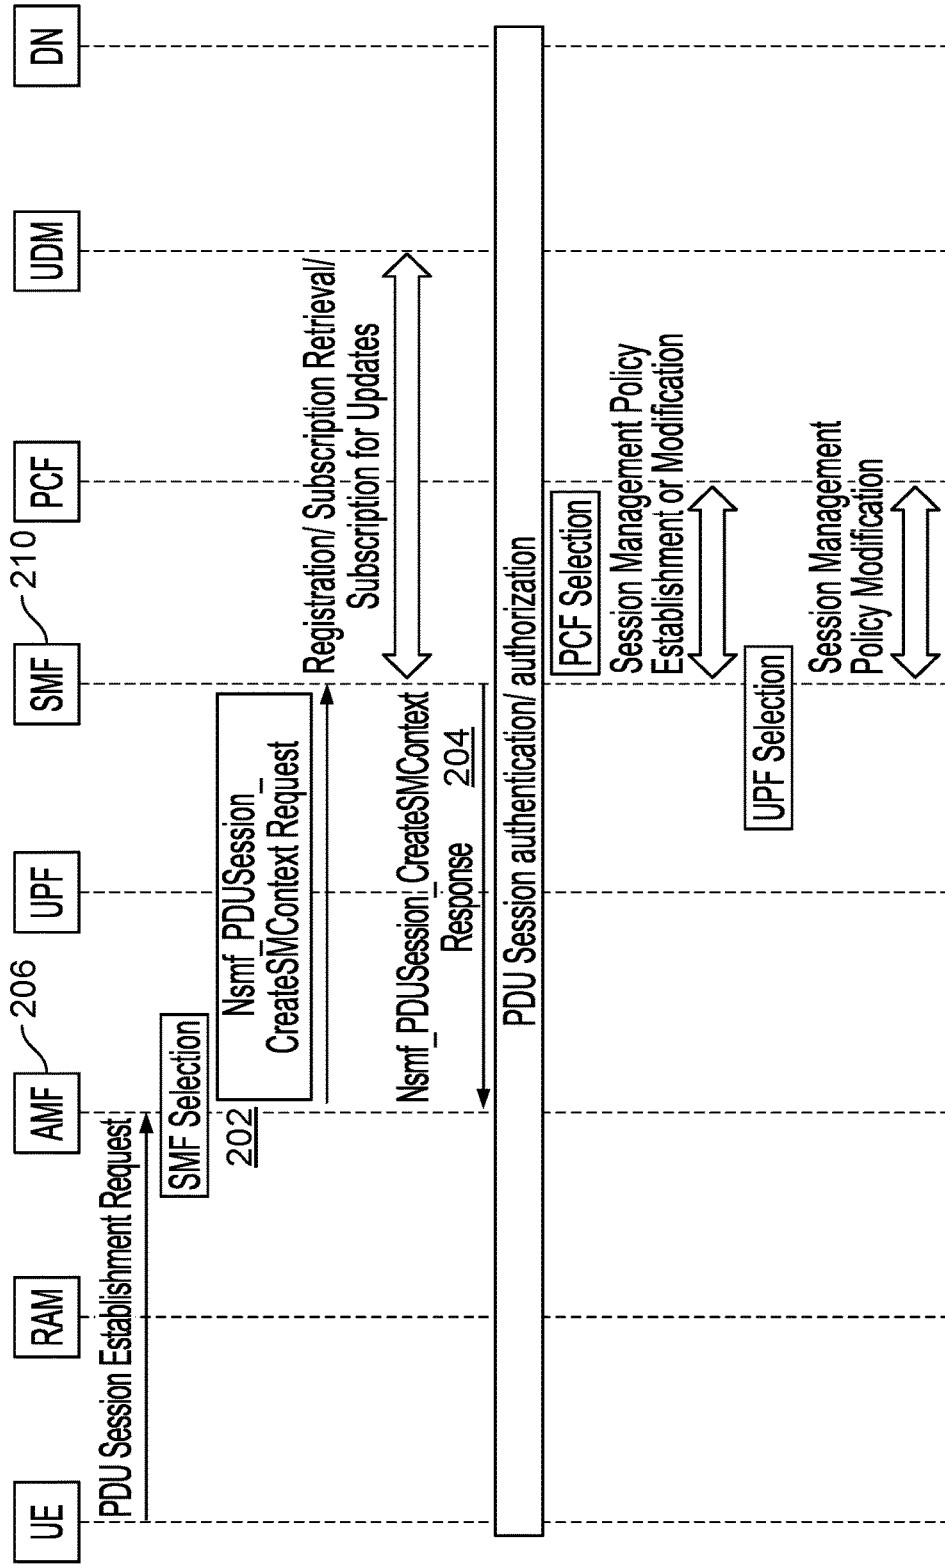 UE
RAM
AMF
206
UPF
SMF
210
PCF
UDM
DN
PDU Session Establishment Request
SMF Selection
202
Nsmf_PDUSession_
CreateSMContext Request
Registration/ Subscription Retrieval/
Subscription for Updates
Nsmf_PDUSession_CreateSMContext
Response
204
PDU Session authentication/ authorization
PCF Selection
Session Management Policy
Establishment or Modification
UPF Selection
Session Management
Policy Modification